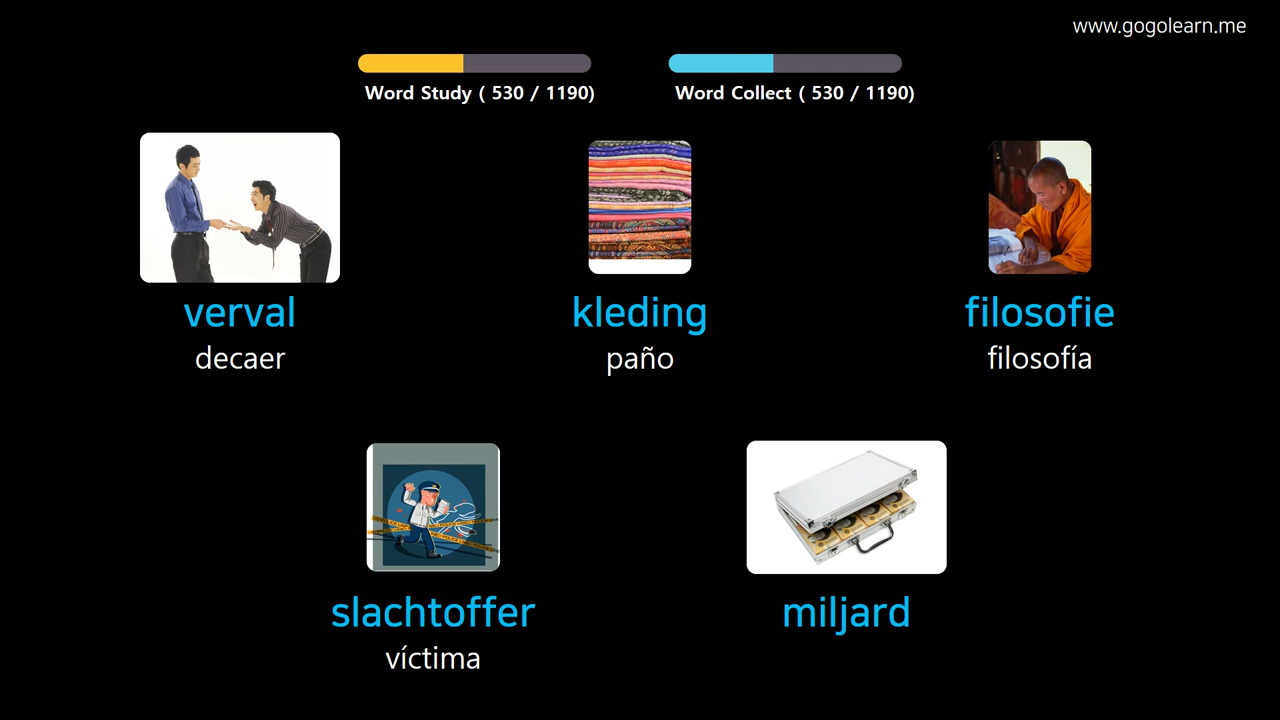 www.gogolearn.me
Word Study ( 530 / 1190)
Word Collect ( 530 / 1190)
verval
decaer
kleding
paño
filosofie
filosofía
slachtoffer
víctima
miljard